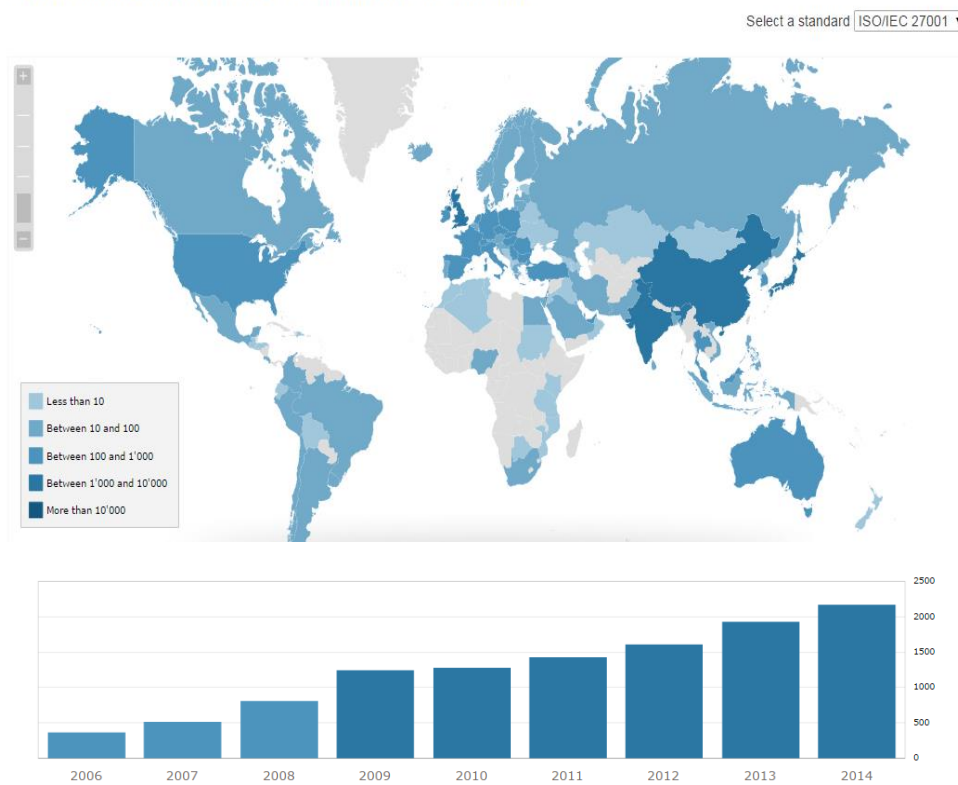 Select a standard ISO/IEC 27001
Less than 10
Between 10 and 100
Between 100 and 1'000
Between 1'000 and 10'000
More than 10'000
2500
2000
1500
1000
500
0
2006 2007 2008 2009 2010 2011 2012 2013 2014